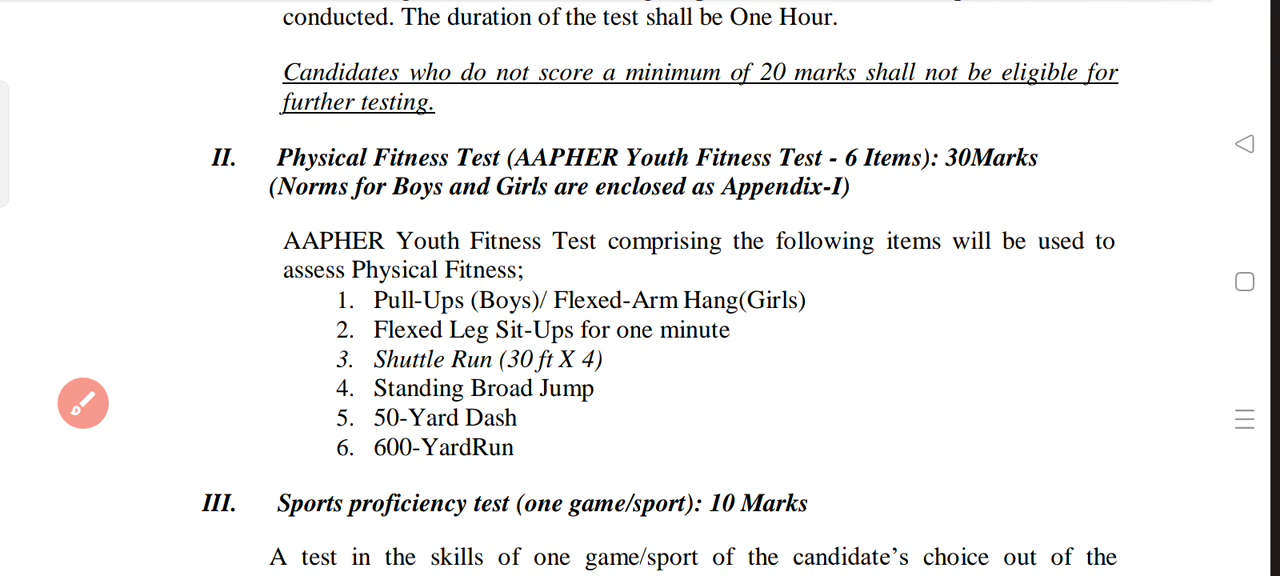 conducted. The duration of the test shall be One Hour.
Candidates who do not score a minimum of 20 marks shall not be eligible for
further testing.
II. Physical Fitness Test (AAPHER Youth Fitness Test - 6 Items): 30Marks
(Norms for Boys and Girls are enclosed as Appendix-I)
AAPHER Youth Fitness Test comprising the following items will be used to
assess Physical Fitness;
1. Pull-Ups (Boys)/ Flexed-Arm Hang(Girls)
2. Flexed Leg Sit-Ups for one minute
3. Shuttle Run (30 ft X 4)
4. Standing Broad Jump
5. 50-Yard Dash
6. 600-YardRun
III. Sports proficiency test (one game/sport): 10 Marks
A test in the skills of one game/sport of the candidate’s choice out of the